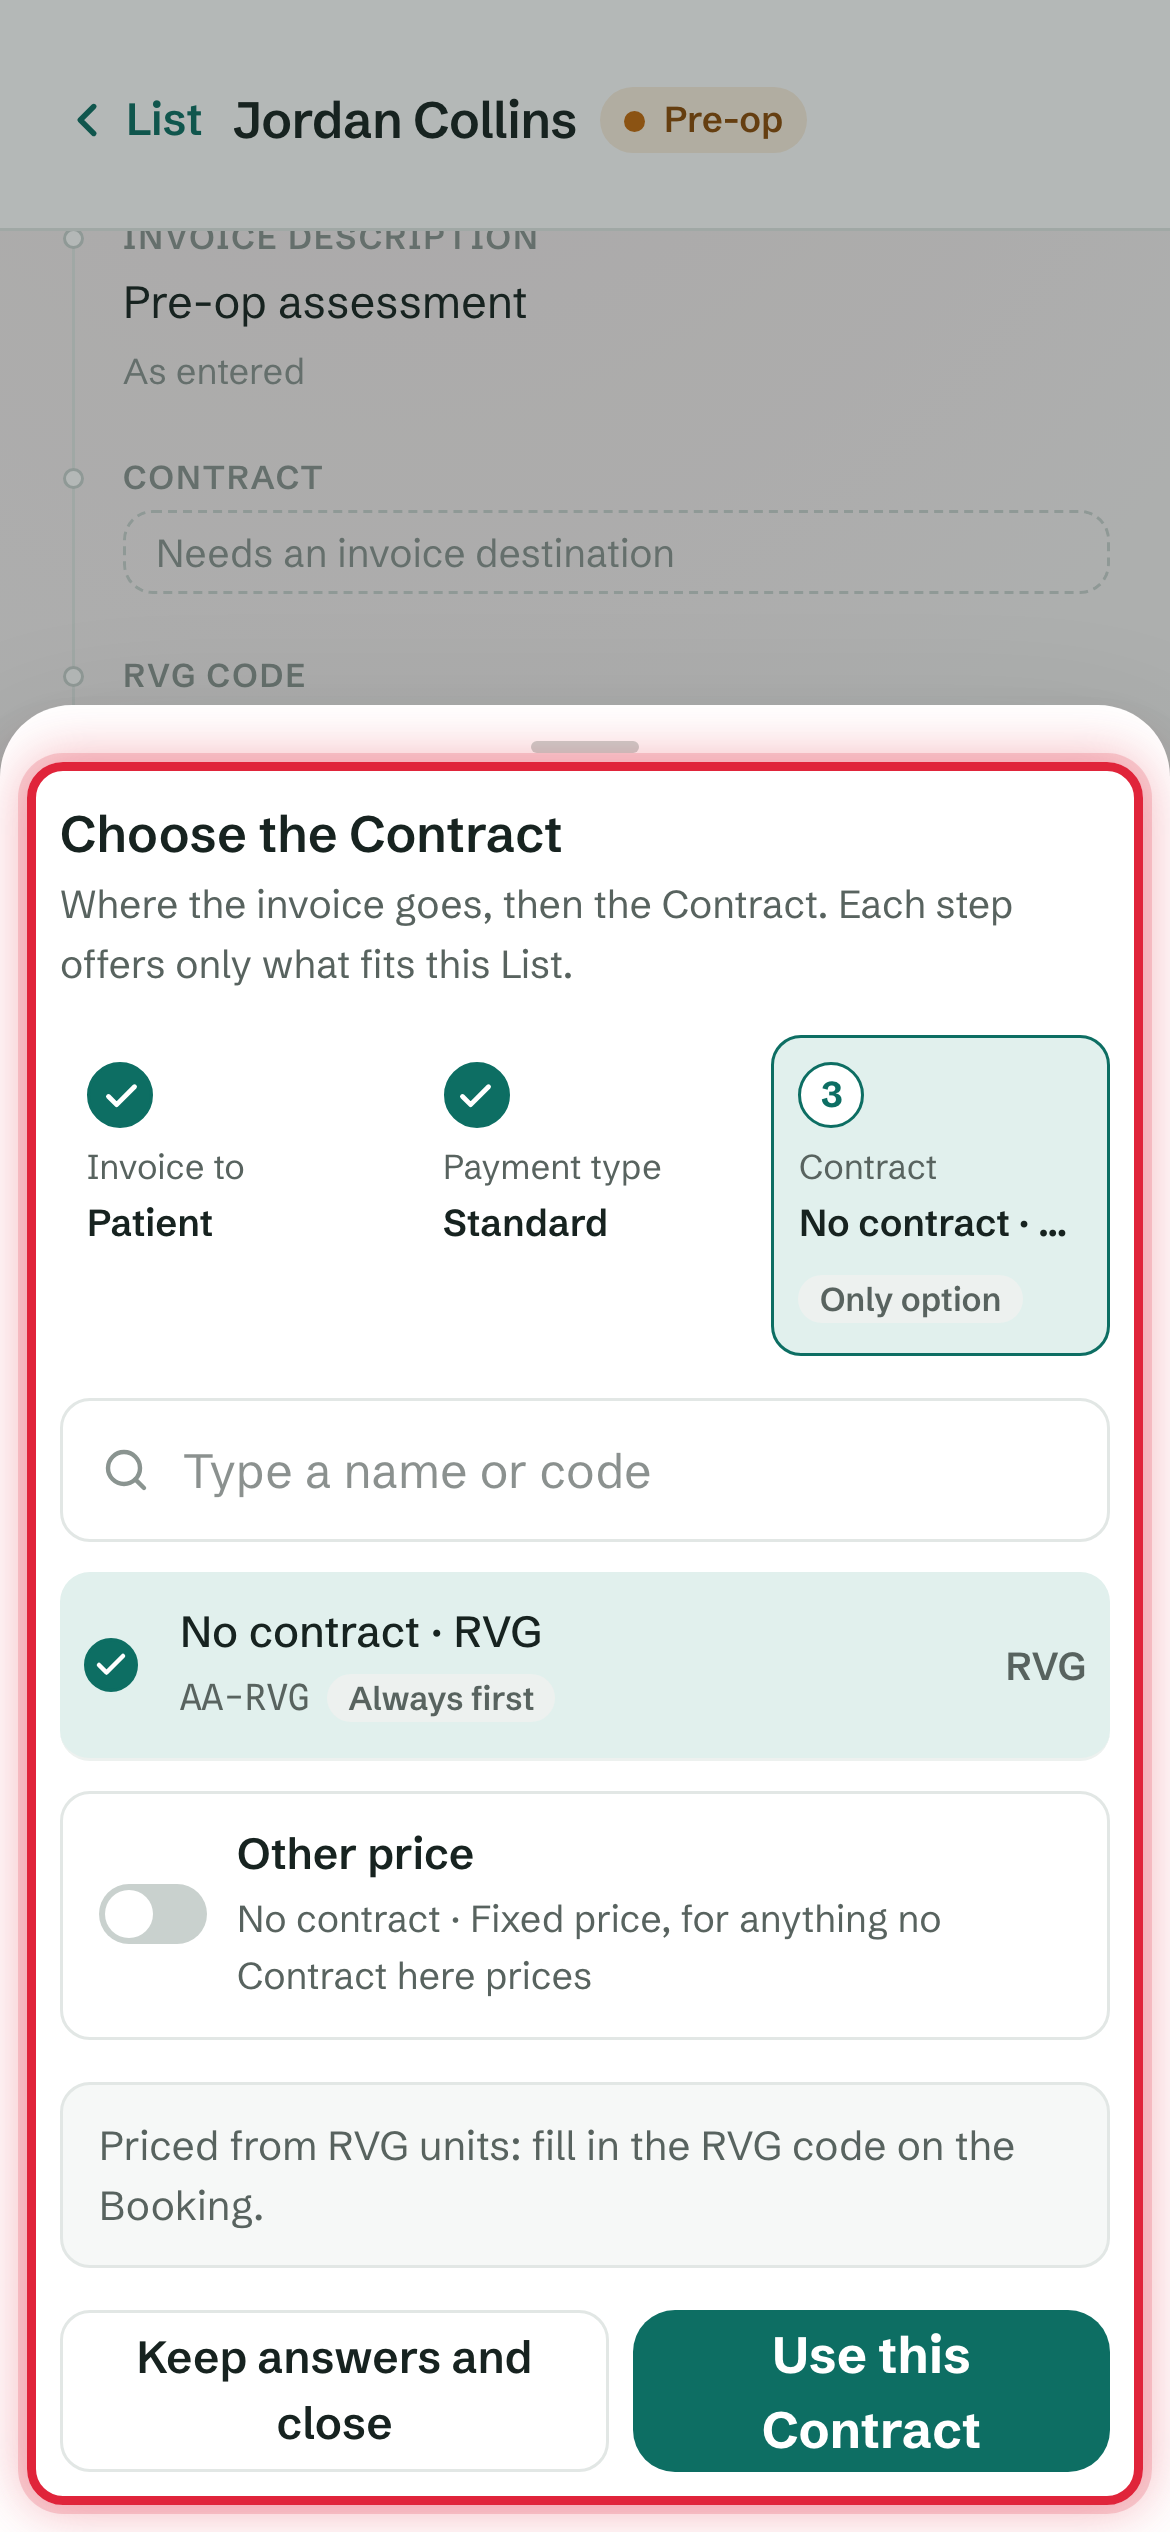 List Jordan Collins Pre-op
INVOICE DESCRIPTION
Pre-op assessment
As entered
CONTRACT
Needs an invoice destination
RVG CODE
Choose the Contract
Where the invoice goes, then the Contract. Each step
offers only what fits this List.
Invoice to
Patient
Payment type
Standard
3
Contract
No contract · ...
Only option
Type a name or code
No contract · RVG
AA-RVG Always first
RVG
Other price
No contract · Fixed price, for anything no
Contract here prices
Priced from RVG units: fill in the RVG code on the
Booking.
Keep answers and
close
Use this
Contract